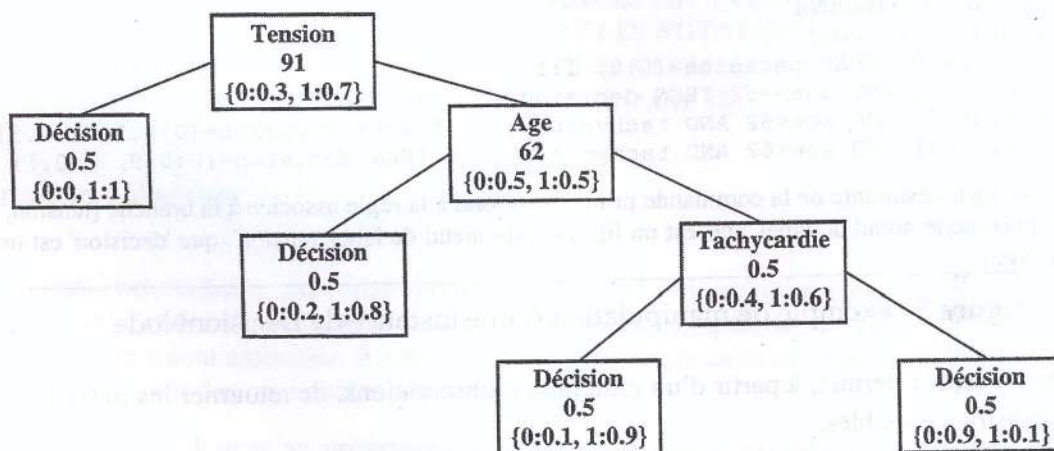 Tension
91
{0:0.3, 1:0.7}
Décision
0.5
{0:0, 1:1}
Age
62
{0:0.5, 1:0.5}
Décision
0.5
{0:0.2, 1:0.8}
Tachycardie
0.5
{0:0.4, 1:0.6}
Décision
0.5
{0:0.1, 1:0.9}
Décision
0.5
{0:0.9, 1:0.1}